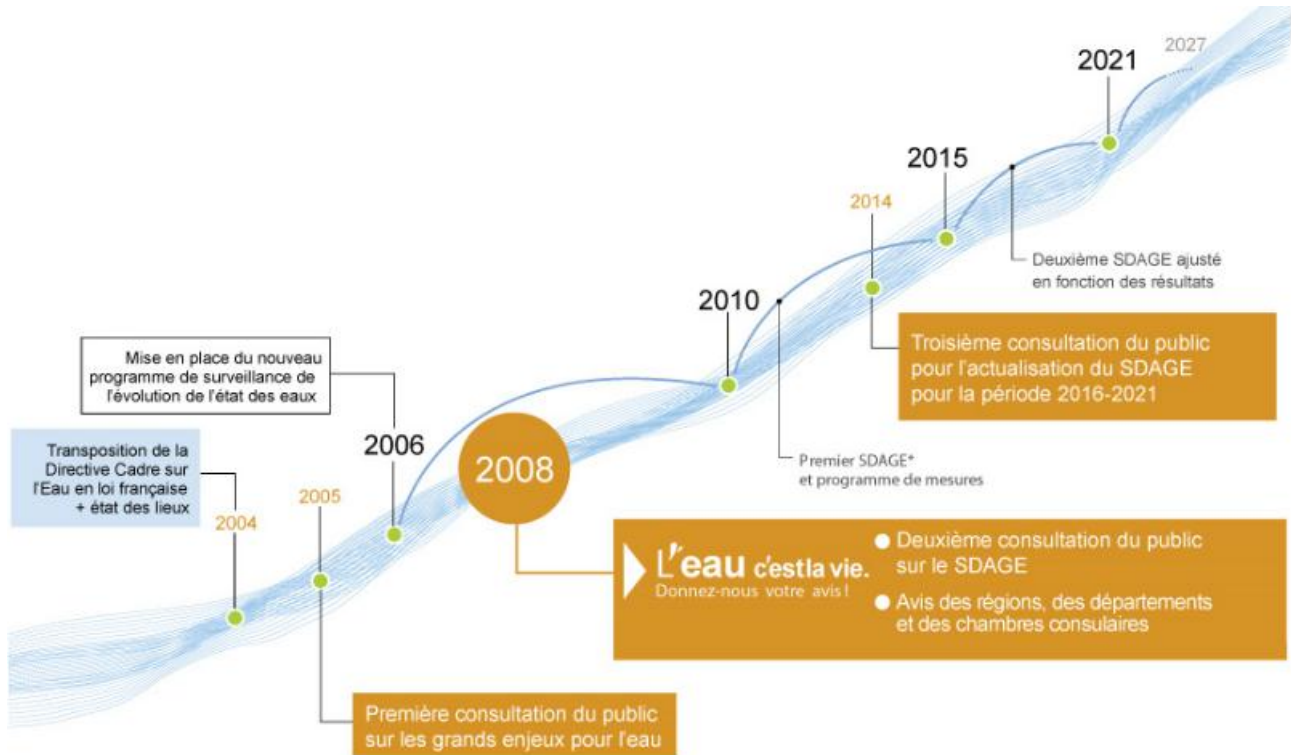 2027
2021
2015
2014
Deuxième SDAGE ajusté
en fonction des résultats
2010
Troisième consultation du public
pour l'actualisation du SDAGE
pour la période 2016-2021
Mise en place du nouveau
programme de surveillance de
l'évolution de l'état des eaux
2006
Premier SDAGE*
et programme de mesures
Transposition de la
Directive Cadre sur
l'Eau en loi française
+ état des lieux
2004
2005
2008
L'eau c'est la vie.
Donnez-nous votre avis !
Deuxième consultation du public
sur le SDAGE
Avis des régions, des départements
et des chambres consulaires
Première consultation du public
sur les grands enjeux pour l'eau